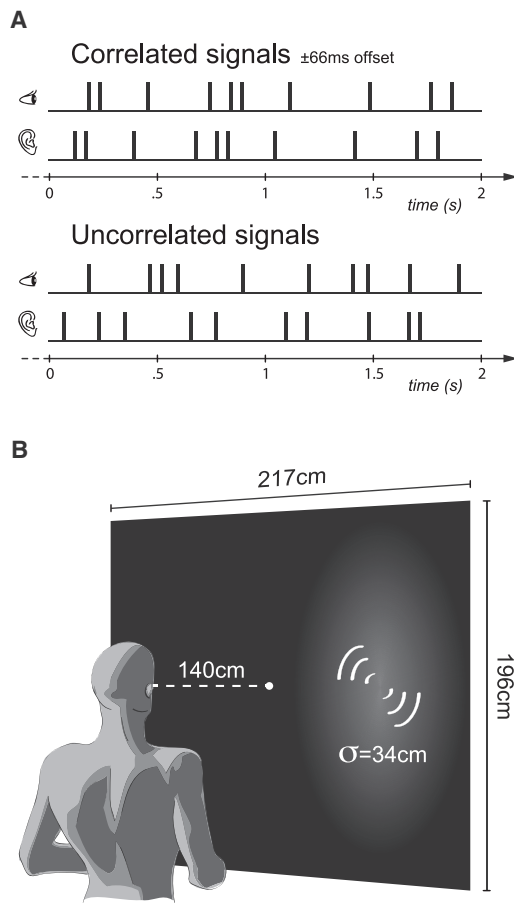 A
Correlated signals ±66ms offset
0 .5 1 1.5 2
time (s)
Uncorrelated signals
0 .5 1 1.5 2
time (s)
B
217cm
140cm
196cm
σ=34cm